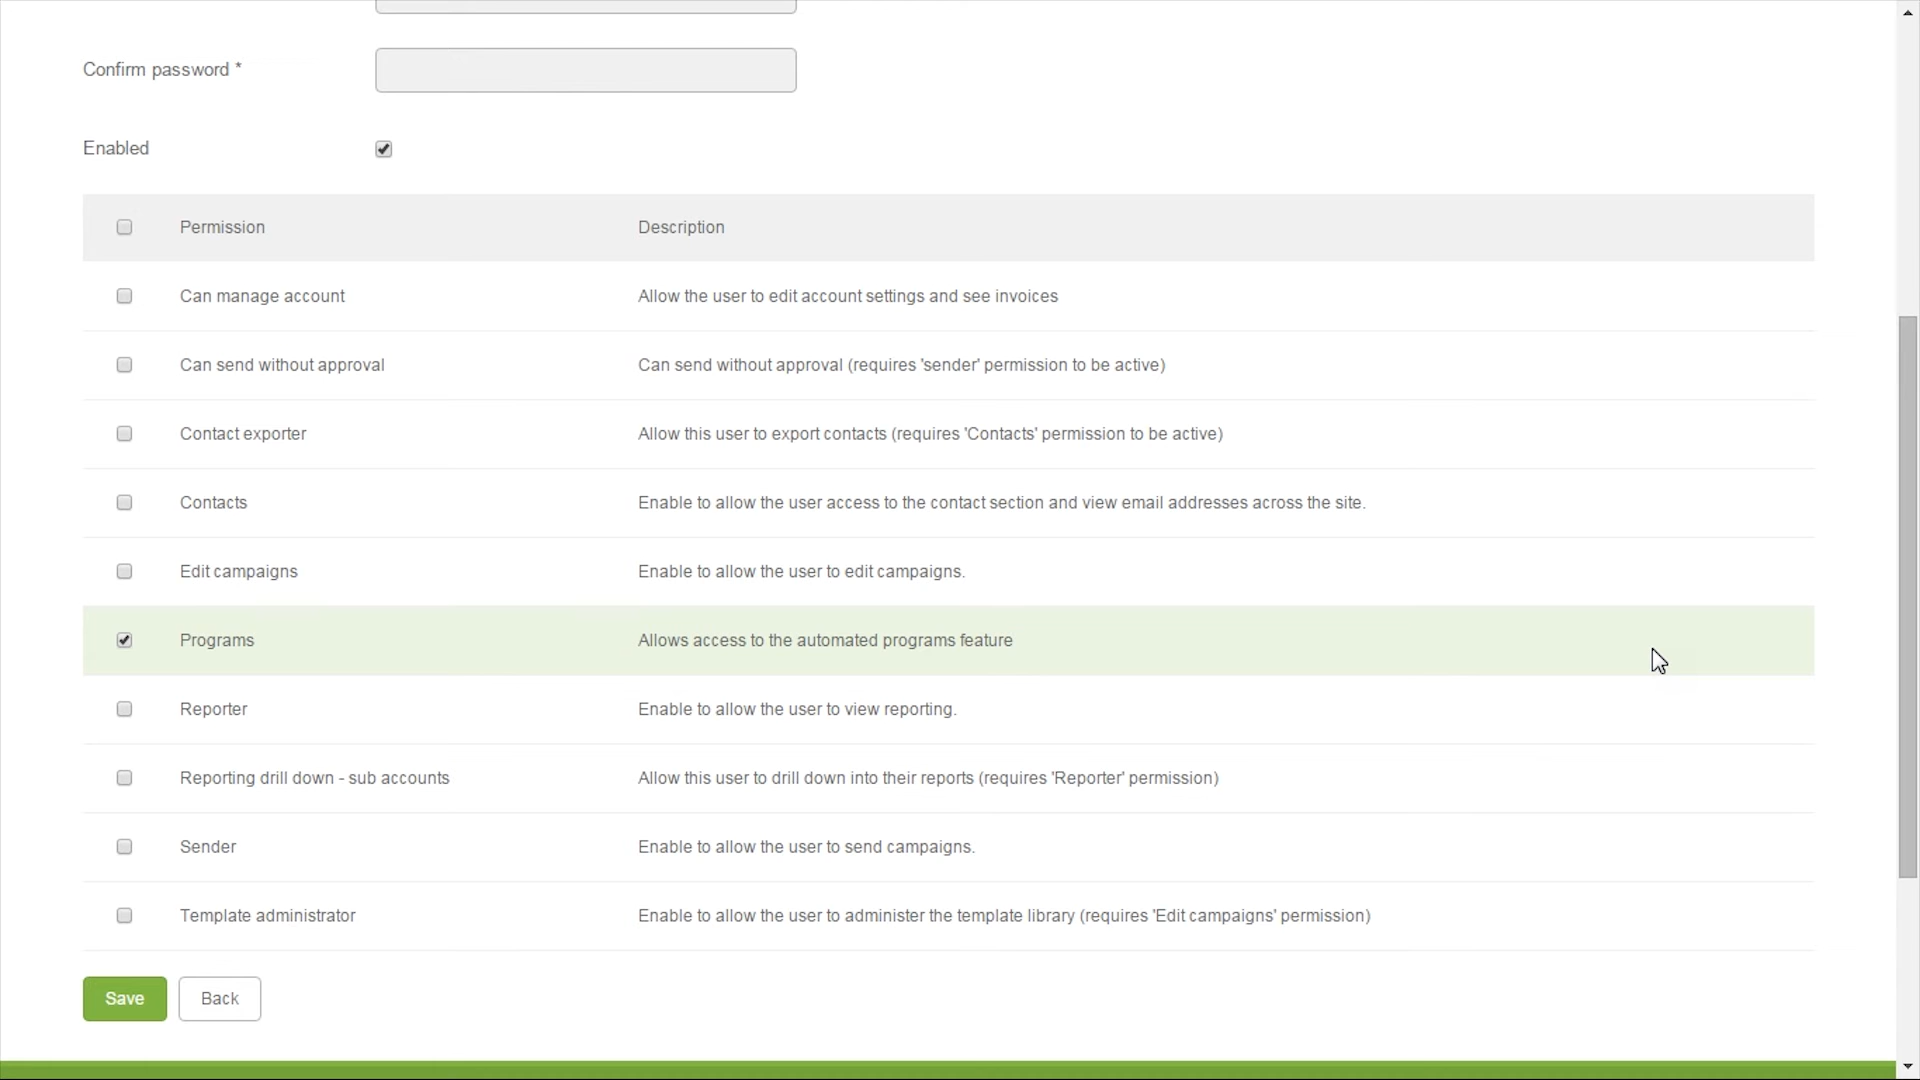 Confirm password *
Enabled
Permission Description
Can manage account Allow the user to edit account settings and see invoices
Can send without approval Can send without approval (requires 'sender' permission to be active)
Contact exporter Allow this user to export contacts (requires 'Contacts' permission to be active)
Contacts Enable to allow the user access to the contact section and view email addresses across the site.
Edit campaigns Enable to allow the user to edit campaigns.
Programs Allows access to the automated programs feature
Reporter Enable to allow the user to view reporting.
Reporting drill down - sub accounts Allow this user to drill down into their reports (requires 'Reporter' permission)
Sender Enable to allow the user to send campaigns.
Template administrator Enable to allow the user to administer the template library (requires 'Edit campaigns' permission)
Save Back